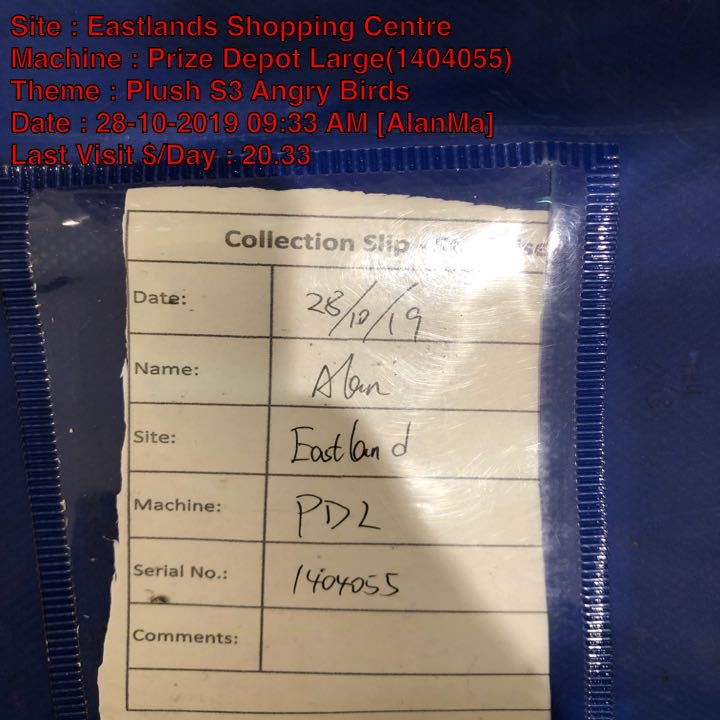 Site : Eastlands Shopping Centre
Machine : Prize Depot Large(1404055)
Theme : Plush S3 Angry Birds
Date : 28-10-2019 09:33 AM [AlanMa]
Last Visit $/Day : 20.33
Collection Slip -
Date: 28/10/19
Name: Alan
Site: Eastland
Machine: PDL
Serial No.: 1404055
Comments: